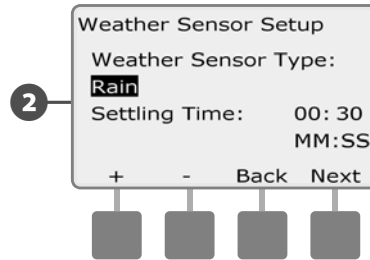 Weather Sensor Setup
Weather Sensor Type:
Rain
2
Settling Time: 00: 30
MM:SS
+ - Back Next